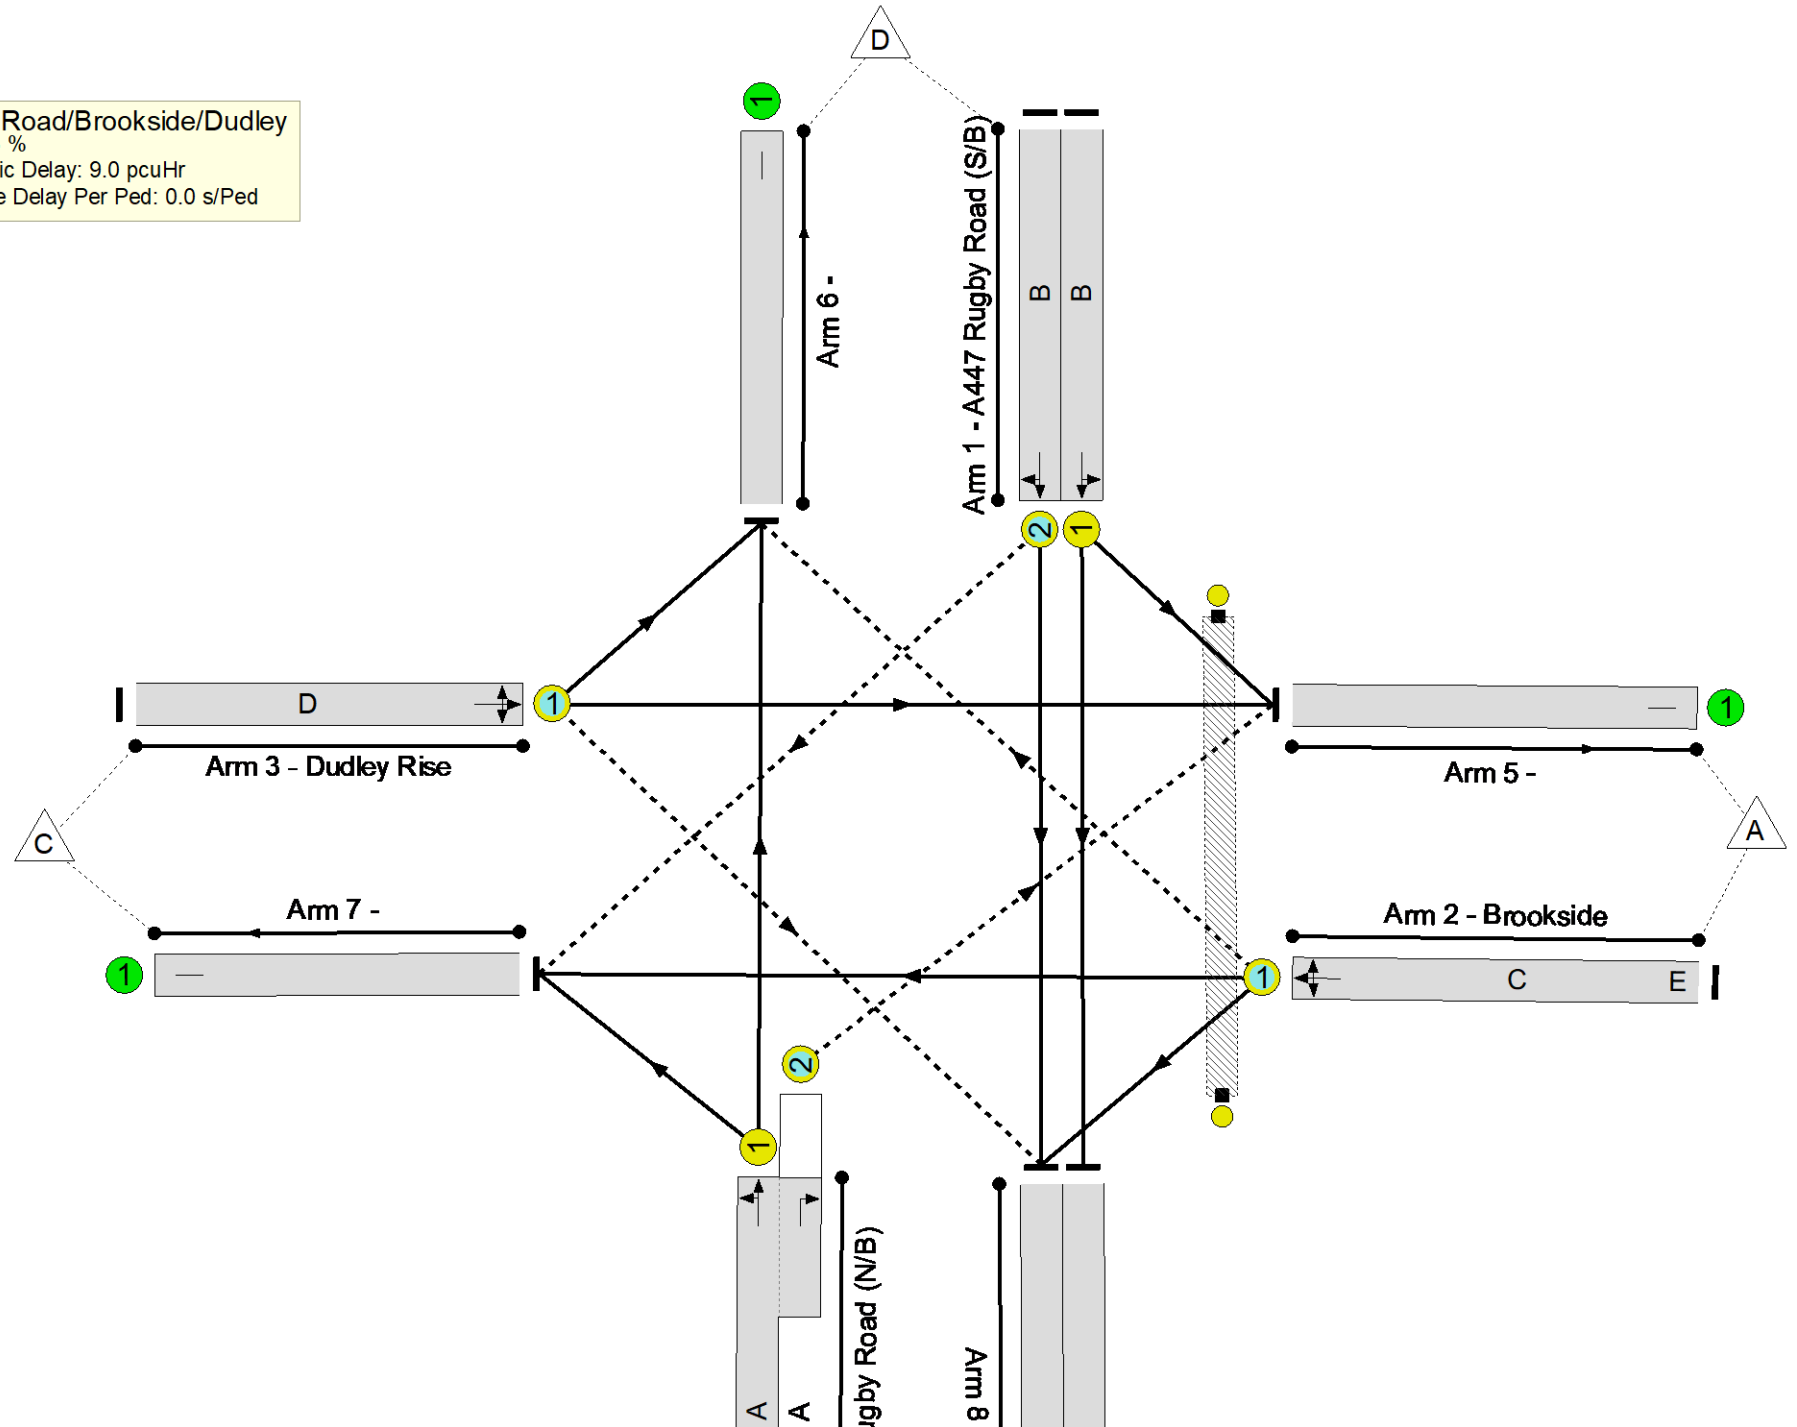 D
Road/Brookside/Dudley
%
ic Delay: 9.0 pcuHr
e Delay Per Ped: 0.0 s/Ped
1
Arm 6 -
Arm 1 - A447 Rugby Road (S/B)
B
B
2
1
D
1
Arm 3 - Dudley Rise
1
Arm 5 -
C
A
Arm 7 -
1
Arm 2 - Brookside
1
C
E
2
1
A
A
ugby Road (N/B)
Arm 8